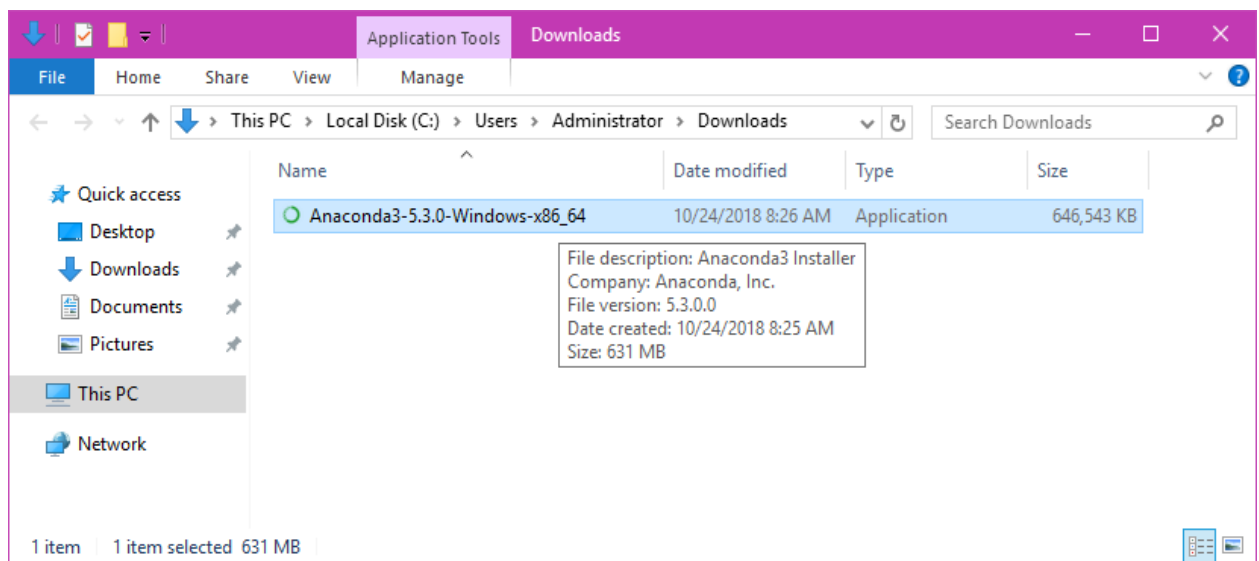 Application Tools Downloads
File Home Share View Manage
This PC Local Disk (C:) Users Administrator Downloads Search Downloads
Name Date modified Type Size
Quick access
Anaconda3-5.3.0-Windows-x86_64 10/24/2018 8:26 AM Application 646,543 KB
Desktop
Downloads
Documents
Pictures
This PC
Network
File description: Anaconda3 Installer
Company: Anaconda, Inc.
File version: 5.3.0.0
Date created: 10/24/2018 8:25 AM
Size: 631 MB
1 item 1 item selected 631 MB